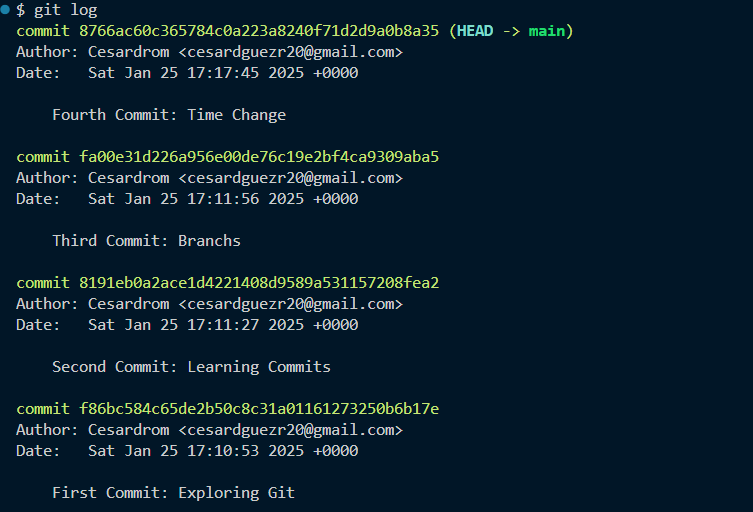 $ git log
commit 8766ac60c365784c0a223a8240f71d2d9a0b8a35 (HEAD -> main)
Author: Cesardrom <cesardguezr20@gmail.com>
Date:   Sat Jan 25 17:17:45 2025 +0000
Fourth Commit: Time Change
commit fa00e31d226a956e00de76c19e2bf4ca9309aba5
Author: Cesardrom <cesardguezr20@gmail.com>
Date:   Sat Jan 25 17:11:56 2025 +0000
Third Commit: Branchs
commit 8191eb0a2ace1d4221408d9589a531157208fea2
Author: Cesardrom <cesardguezr20@gmail.com>
Date:   Sat Jan 25 17:11:27 2025 +0000
Second Commit: Learning Commits
commit f86bc584c65de2b50c8c31a01161273250b6b17e
Author: Cesardrom <cesardguezr20@gmail.com>
Date:   Sat Jan 25 17:10:53 2025 +0000
First Commit: Exploring Git